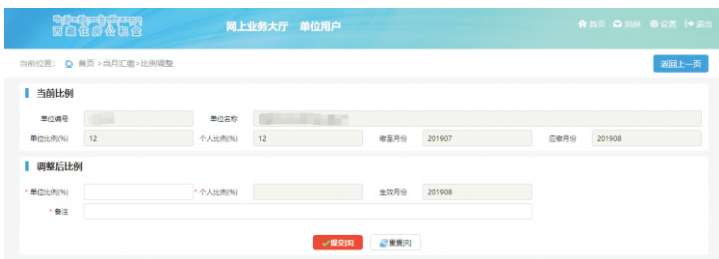 西藏住房公积金
网上业务大厅 单位用户
首页 消息 设置 退出
当前位置： 首页 >当月汇缴>比例调整
返回上一页
当前比例
单位编号 单位名称
单位比例(%) 12 个人比例(%) 12 缴至月份 201907 应缴月份 201908
调整后比例
* 单位比例(%) * 个人比例(%) 生效月份 201908
* 备注
提交[S] 重置[R]